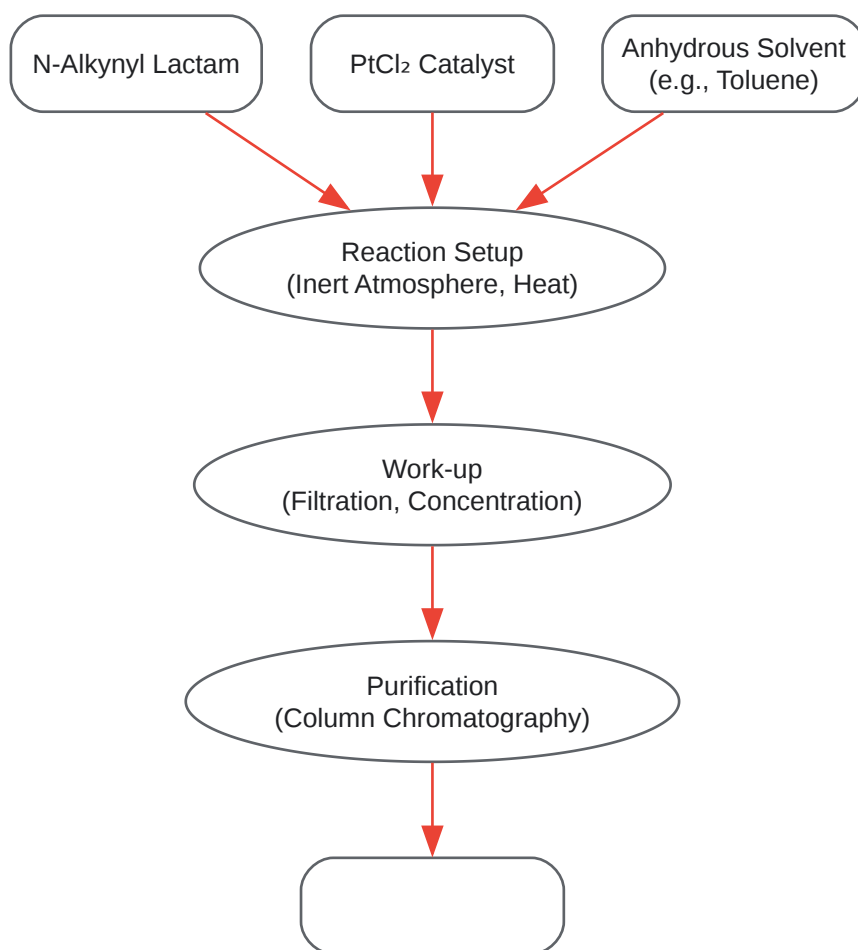 N-Alkynyl Lactam
PtCl₂ Catalyst
Anhydrous Solvent
(e.g., Toluene)
Reaction Setup
(Inert Atmosphere, Heat)
Work-up
(Filtration, Concentration)
Purification
(Column Chromatography)